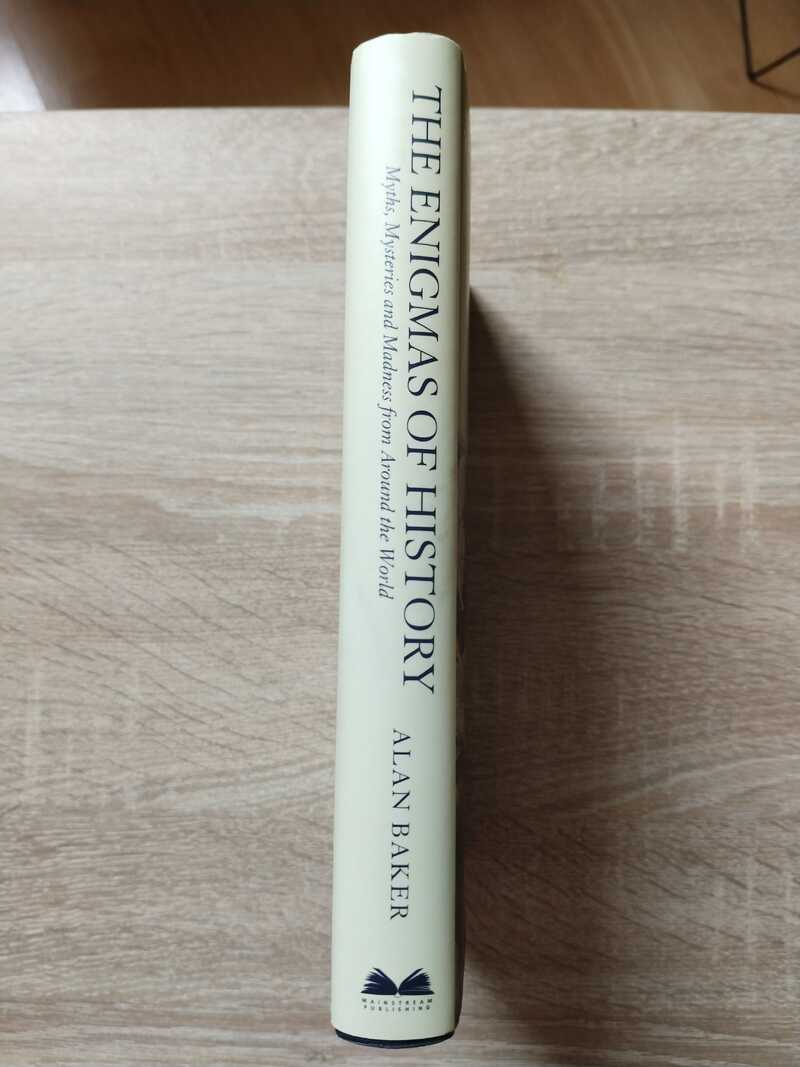 THE ENIGMAS OF HISTORY
Myths, Mysteries and Madness from Around the World
ALAN BAKER
MAINSTREAM
PUBLISHING